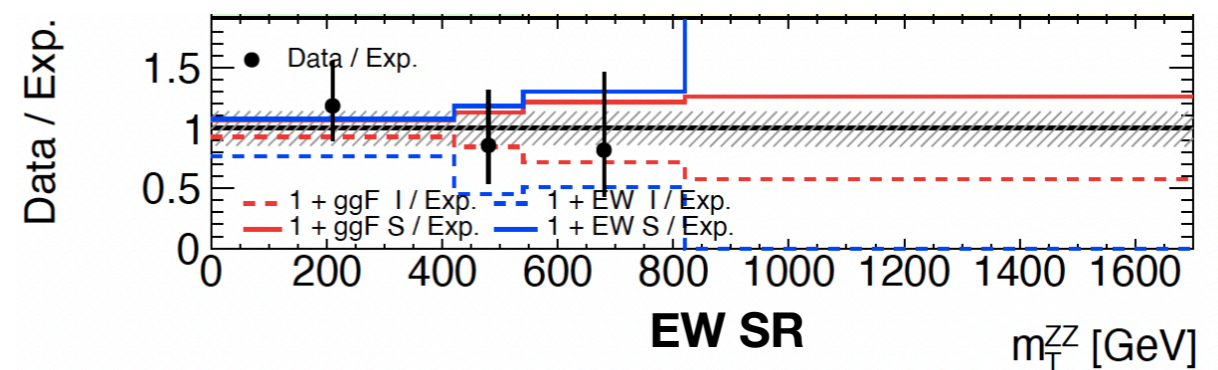 Data / Exp.
1.5
1
0.5
0
Data / Exp.
1 + ggF I / Exp.
1 + EW I / Exp.
1 + ggF S / Exp.
1 + EW S / Exp.
0 200 400 600 800 1000 1200 1400 1600
EW SR
m_T^ZZ [GeV]